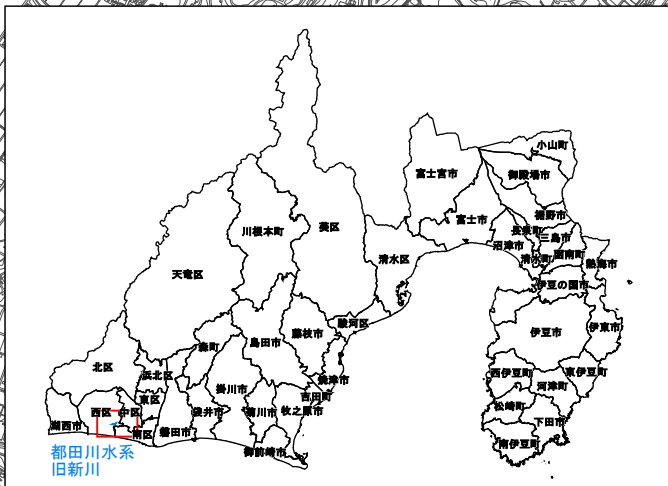 小山町
御殿場市
富士宮市
裾野市
富士市
長泉町
三島市
沼津市
清水町
函南町
熱海市
葵区
川根本町
清水区
天竜区
伊豆の国市
駿河区
伊豆市
伊東市
藤枝市
島田市
森町
焼津市
北区
浜北区
西伊豆町
東伊豆町
河津町
掛川市
吉田町
東区
松崎町
西区
中区
袋井市
菊川市
牧之原市
湖西市
南区
磐田市
下田市
南伊豆町
御前崎市
都田川水系
旧新川